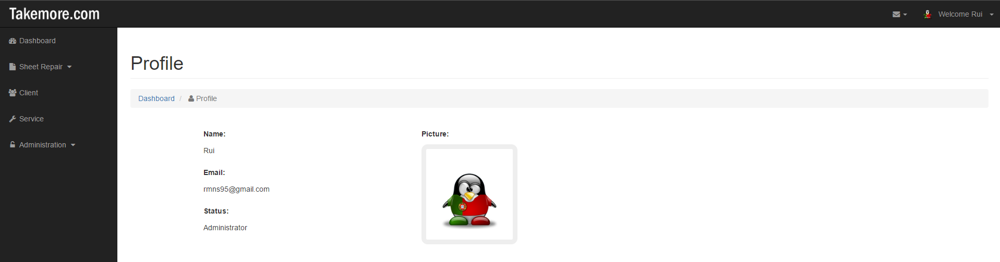 Takemore.com
Welcome Rui
Dashboard
Sheet Repair
Client
Service
Administration
Profile
Dashboard / Profile
Name:
Rui
Email:
rmns95@gmail.com
Status:
Administrator
Picture: